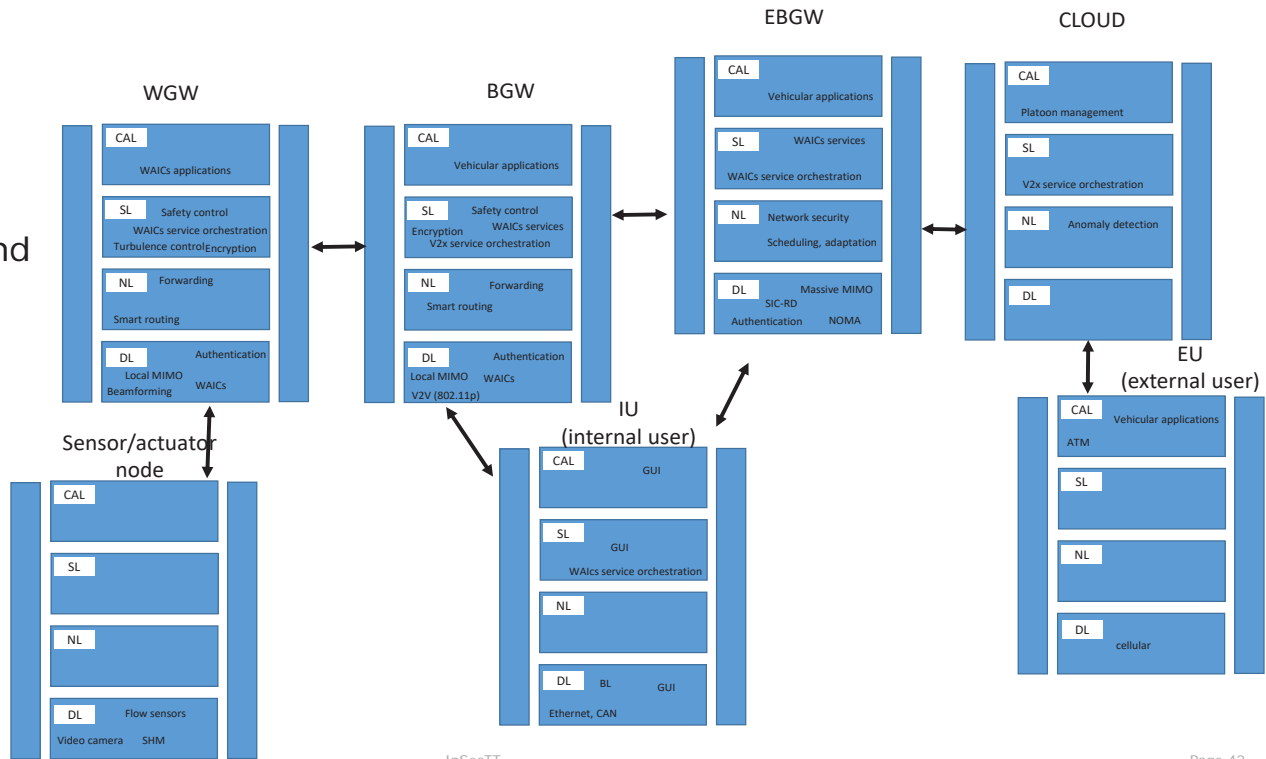 EBGW
CLOUD
WGW
BGW
nd
CAL
WAICs applications
SL
Safety control
WAICs service orchestration
Turbulence control
Encryption
NL
Forwarding
Smart routing
DL
Authentication
Local MIMO
WAICs
Beamforming
CAL
Vehicular applications
SL
Safety control
Encryption
WAICs services
V2x service orchestration
NL
Forwarding
Smart routing
DL
Authentication
Local MIMO
WAICs
V2V (802.11p)
CAL
Vehicular applications
SL
WAICs services
WAICs service orchestration
NL
Network security
Scheduling, adaptation
DL
Massive MIMO
SIC-RD
Authentication
NOMA
CAL
Platoon management
SL
V2x service orchestration
NL
Anomaly detection
DL
Sensor/actuator
node
CAL
SL
NL
DL
Flow sensors
Video camera
SHM
IU
(internal user)
CAL
GUI
SL
GUI
WAIcs service orchestration
NL
DL
BL
GUI
Ethernet, CAN
EU
(external user)
CAL
Vehicular applications
ATM
SL
NL
DL
cellular